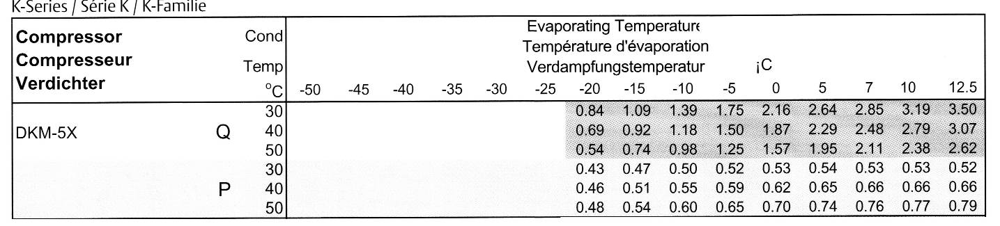 K-Series / Série K / K-Familie
Compressor Cond Evaporating Temperature
Compresseur Temp Température d'évaporation
Verdichter Verdampfungstemperatur ¡C
ºC -50 -45 -40 -35 -30 -25 -20 -15 -10 -5 0 5 7 10 12.5
30 0.84 1.09 1.39 1.75 2.16 2.64 2.85 3.19 3.50
DKM-5X Q 40 0.69 0.92 1.18 1.50 1.87 2.29 2.48 2.79 3.07
50 0.54 0.74 0.98 1.25 1.57 1.95 2.11 2.38 2.62
30 0.43 0.47 0.50 0.52 0.53 0.54 0.53 0.53 0.52
P 40 0.46 0.51 0.55 0.59 0.62 0.65 0.66 0.66 0.66
50 0.48 0.54 0.60 0.65 0.70 0.74 0.76 0.77 0.79